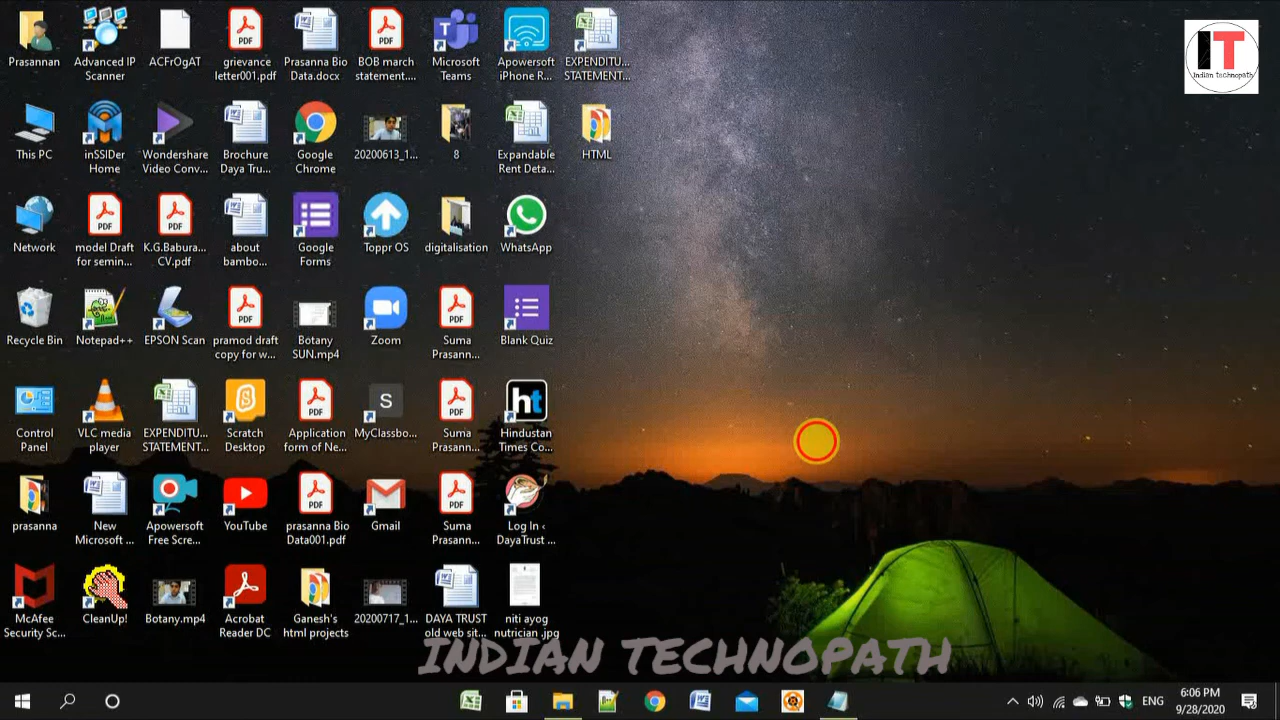 Prasannan
Advanced IP
Scanner
ACFrOgAT
grievance
letter001.pdf
Prasanna Bio
Data.docx
BOB march
statement....
Microsoft
Teams
Apowersoft
iPhone R...
EXPENDITU...
STATEMENT...
IT
Indian technopath
This PC
inSSIDer
Home
Wondershare
Video Conv...
Brochure
Daya Tru...
Google
Chrome
20200613_1...
8
Expandable
Rent Deta...
HTML
Network
model Draft
for semin...
K.G.Babura...
CV.pdf
about
bambo...
Google
Forms
Toppr OS
digitalisation
WhatsApp
Recycle Bin
Notepad++
EPSON Scan
pramod draft
copy for w...
Botany
SUN.mp4
Zoom
Suma
Prasann...
Blank Quiz
Control
Panel
VLC media
player
EXPENDITU...
STATEMENT...
Scratch
Desktop
Application
form of Ne...
S
MyClassbo...
Suma
Prasann...
ht
Hindustan
Times Co...
prasanna
New
Microsoft ...
Apowersoft
Free Scre...
YouTube
prasanna Bio
Data001.pdf
Gmail
Suma
Prasann...
Log In ‹
DayaTrust ...
McAfee
Security Sc...
CleanUp!
Botany.mp4
Acrobat
Reader DC
Ganesh's
html projects
20200717_1...
DAYA TRUST
old web sit...
niti ayog
nutrician .jpg
INDIAN TECHNOPATH
ENG
6:06 PM
9/28/2020